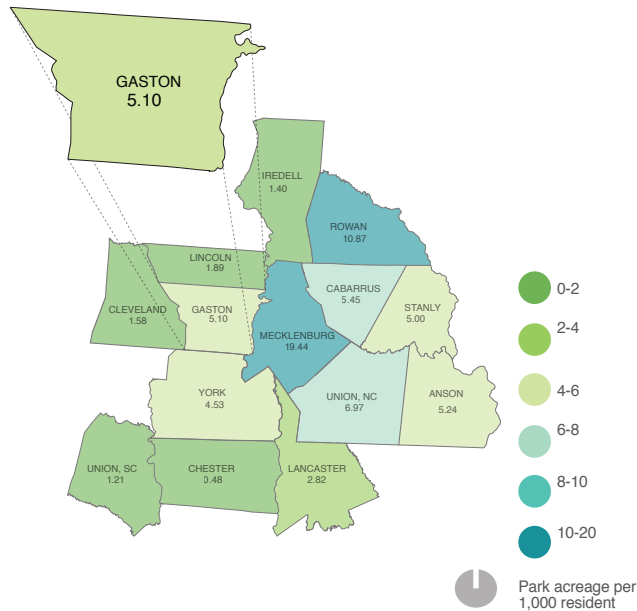 GASTON
5.10
IREDELL
1.40
ROWAN
10.87
LINCOLN
1.89
CLEVELAND
1.58
GASTON
5.10
CABARRUS
5.45
STANLY
5.00
MECKLENBURG
19.44
YORK
4.53
UNION, NC
6.97
ANSON
5.24
UNION, SC
1.21
CHESTER
0.48
LANCASTER
2.82
0-2
2-4
4-6
6-8
8-10
10-20
Park acreage per
1,000 resident